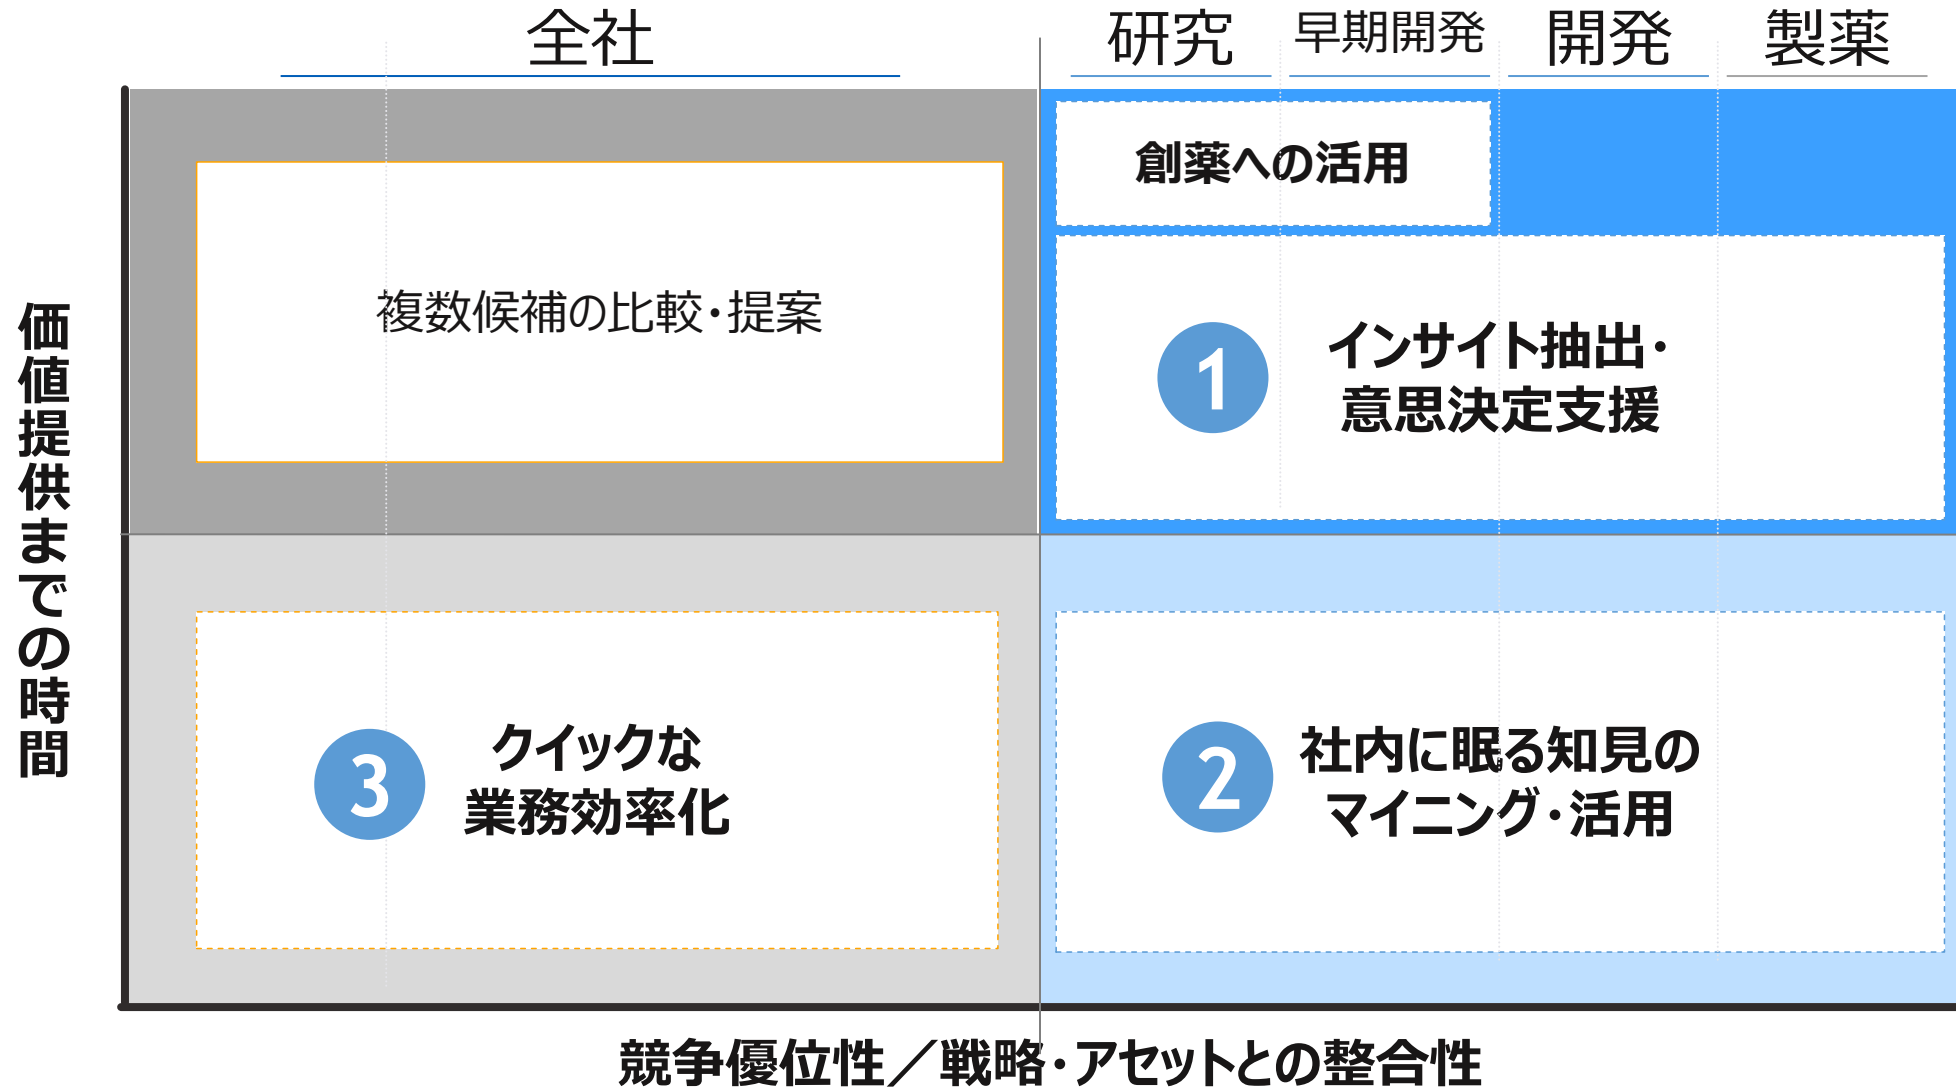 全社
研究
早期開発
開発
製薬
価値提供までの時間
複数候補の比較・提案
創薬への活用
1
インサイト抽出・
意思決定支援
3
クイックな
業務効率化
2
社内に眠る知見の
マイニング・活用
競争優位性／戦略・アセットとの整合性